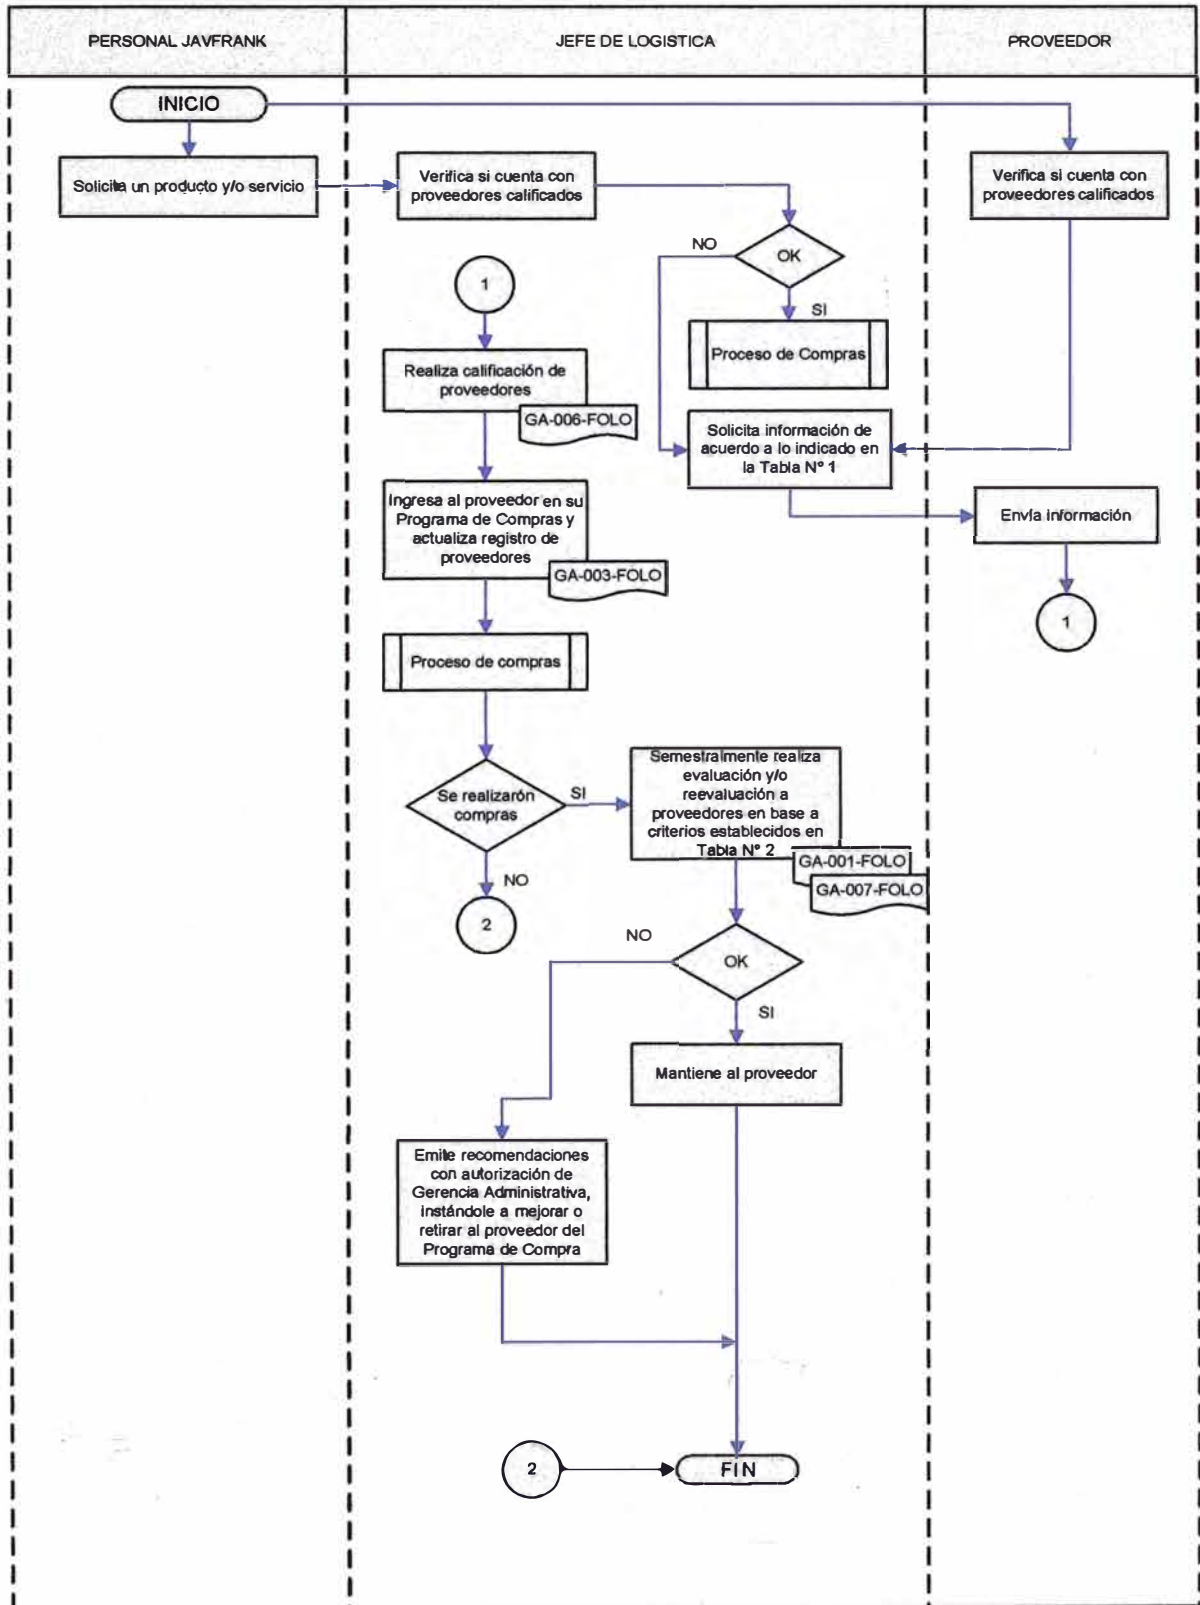 PERSONAL JAVFRANK
JEFE DE LOGISTICA
PROVEEDOR
INICIO
Solicita un producto y/o servicio
Verifica si cuenta con
proveedores calificados
Verifica si cuenta con
proveedores calificados
NO
OK
SI
1
Proceso de Compras
Realiza calificación de
proveedores
GA-006-FOLO
Solicita información de
acuerdo a lo indicado en
la Tabla Nº 1
Ingresa al proveedor en su
Programa de Compras y
actualiza registro de
proveedores
GA-003-FOLO
Envía Información
1
Proceso de compras
Se realizarón
compras
SI
NO
2
Semestralmente realiza
evaluación y/o
reevaluación a
proveedores en base a
criterios establecidos en
Tabla Nº 2
GA-001-FOLO
GA-007-FOLO
NO
OK
SI
Mantiene al proveedor
Emite recomendaciones
con autorización de
Gerencia Administrativa,
instándole a mejorar o
retirar al proveedor del
Programa de Compra
2
FIN